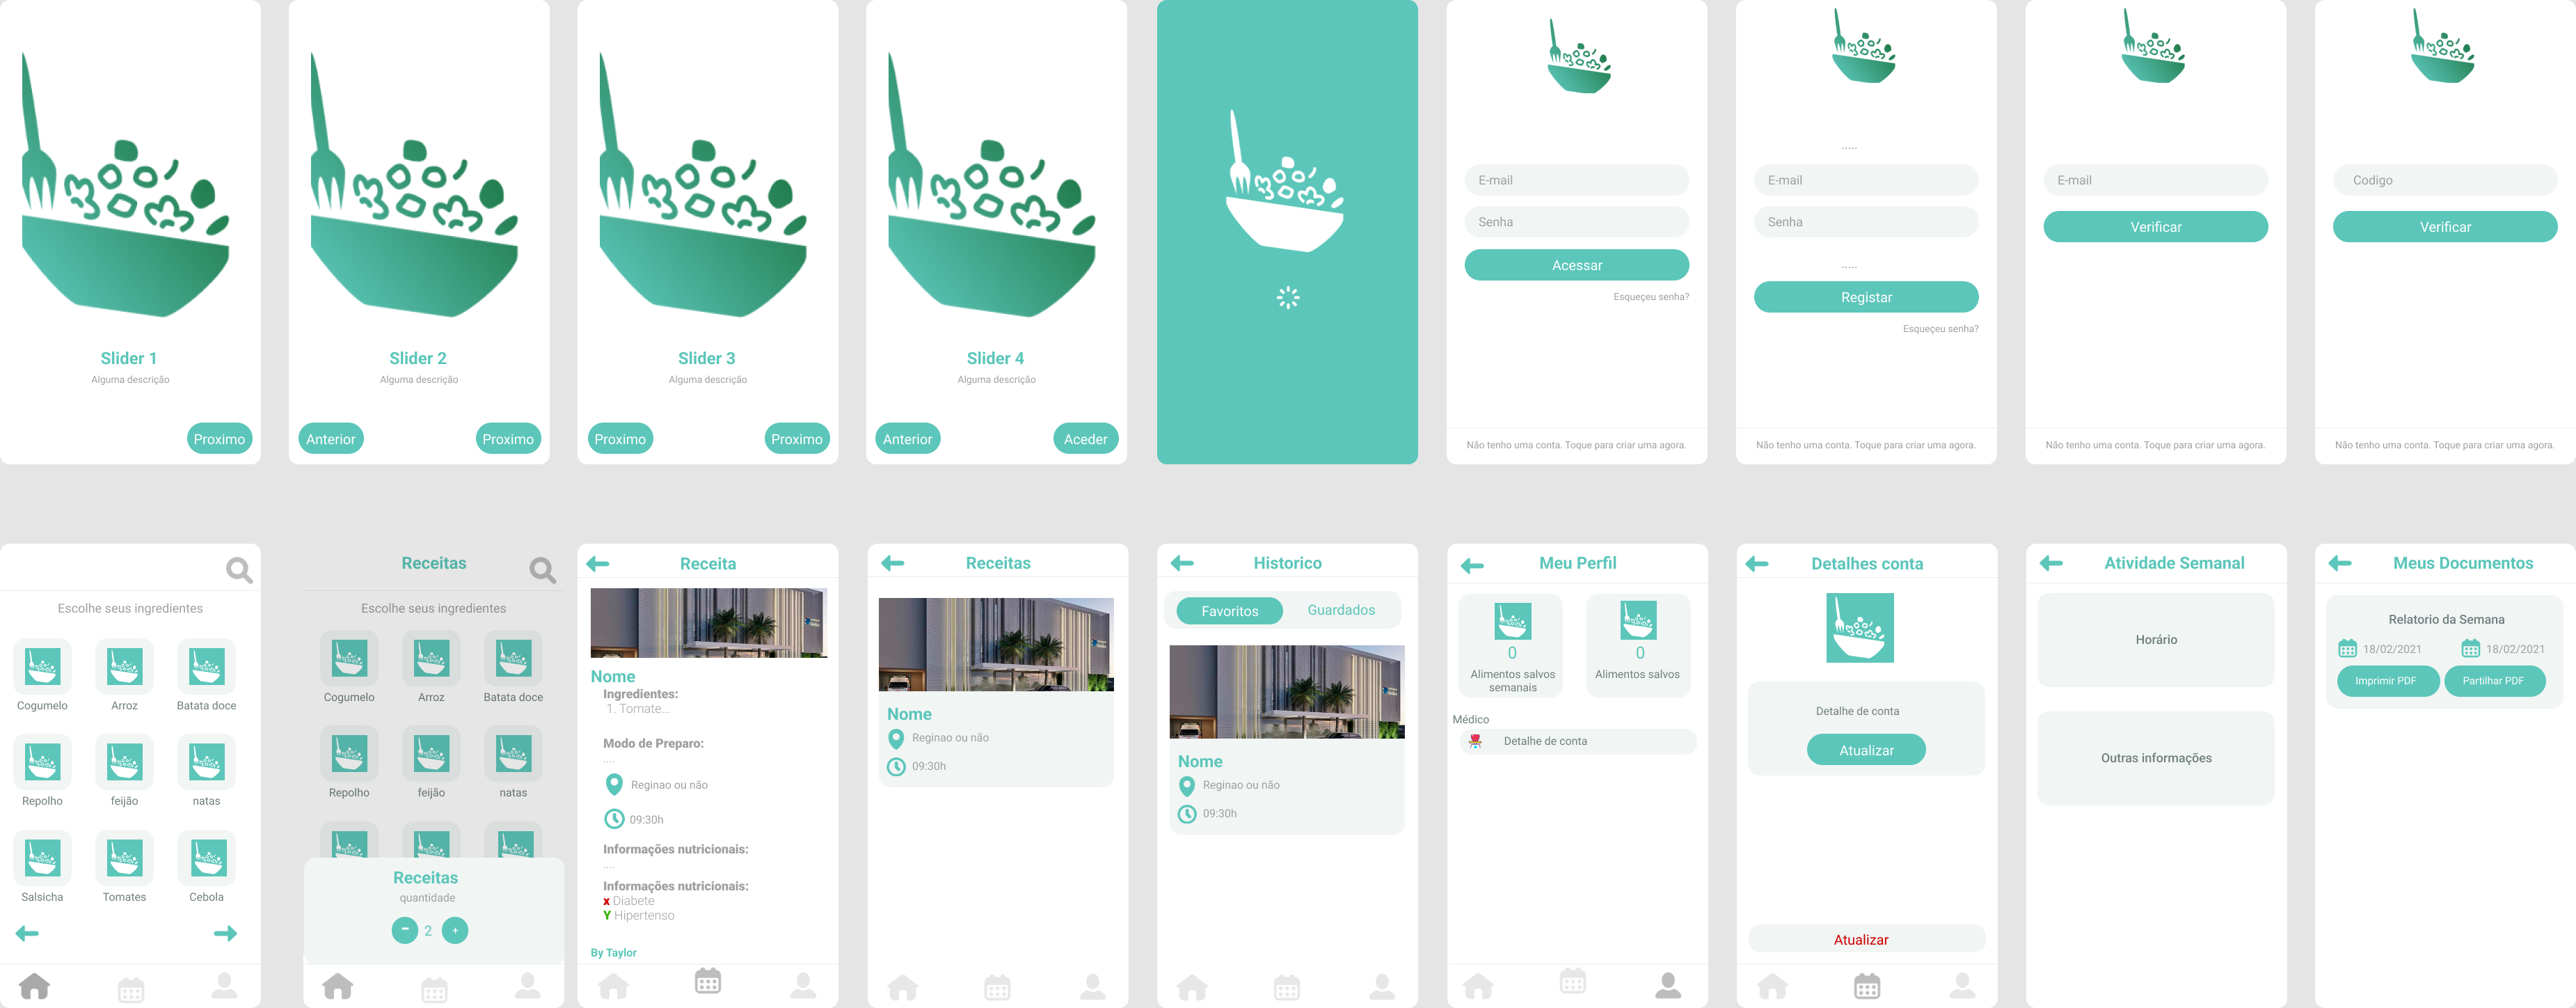 Slider 1
Alguma descrição
Proximo
Slider 2
Alguma descrição
Anterior
Proximo
Slider 3
Alguma descrição
Proximo
Proximo
Slider 4
Alguma descrição
Anterior
Aceder
E-mail
Senha
Acessar
Esqueçeu senha?
Não tenho uma conta. Toque para criar uma agora.
.....
E-mail
Senha
.....
Registar
Esqueçeu senha?
Não tenho uma conta. Toque para criar uma agora.
E-mail
Verificar
Não tenho uma conta. Toque para criar uma agora.
Codigo
Verificar
Não tenho uma conta. Toque para criar uma agora.
Escolhe seus ingredientes
Cogumelo
Arroz
Batata doce
Repolho
feijão
natas
Salsicha
Tomates
Cebola
Receitas
Escolhe seus ingredientes
Cogumelo
Arroz
Batata doce
Repolho
feijão
natas
Receitas
quantidade
- 2 +
Receita
Nome
Ingredientes:
1. Tomate...
Modo de Preparo:
....
Reginao ou não
09:30h
Informações nutricionais:
....
Informações nutricionais:
x Diabete
Y Hipertenso
By Taylor
Receitas
Nome
Reginao ou não
09:30h
Historico
Favoritos
Guardados
Nome
Reginao ou não
09:30h
Meu Perfil
0
Alimentos salvos
semanais
0
Alimentos salvos
Médico
Detalhe de conta
Detalhes conta
Detalhe de conta
Atualizar
Atualizar
Atividade Semanal
Horário
Outras informações
Meus Documentos
Relatorio da Semana
18/02/2021
18/02/2021
Imprimir PDF
Partilhar PDF